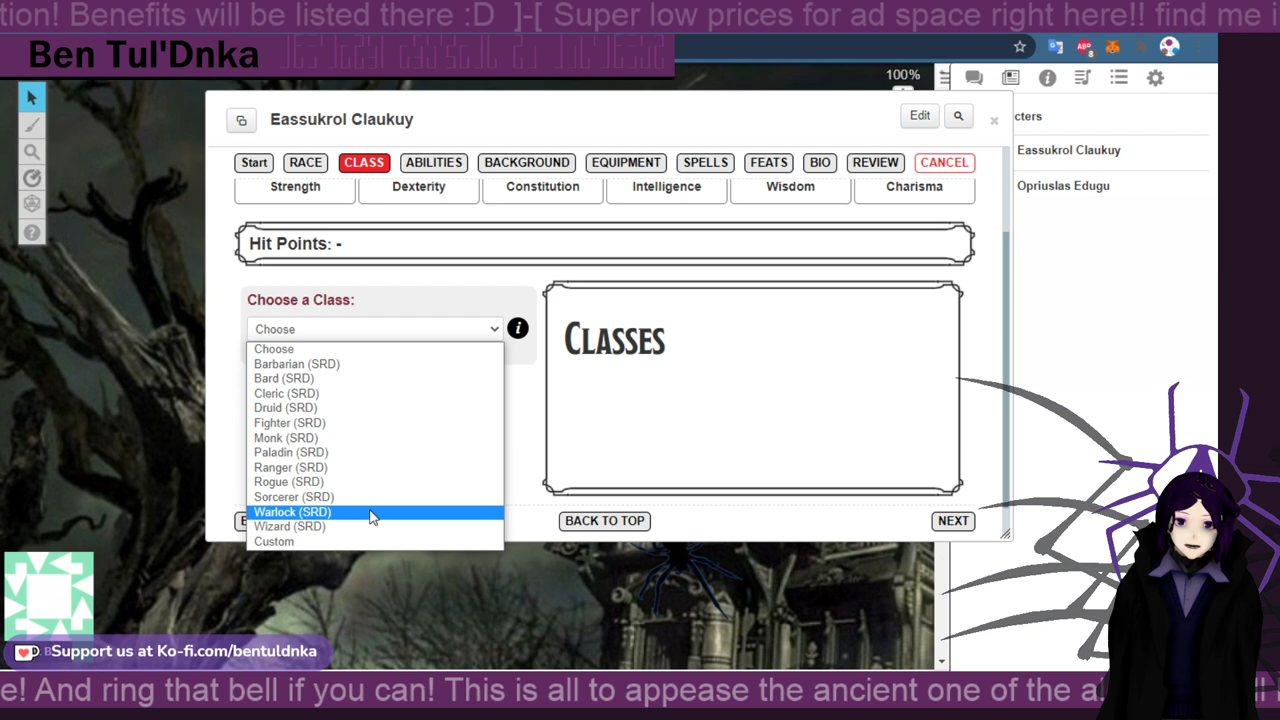 tion! Benefits will be listed there :D ]-[ Super low prices for ad space right here!! find me i
Ben Tul'Dnka
100%
Eassukrol Claukuy
Edit
cters
Eassukrol Claukuy
Opriuslas Edugu
Start RACE CLASS ABILITIES BACKGROUND EQUIPMENT SPELLS FEATS BIO REVIEW CANCEL
Strength Dexterity Constitution Intelligence Wisdom Charisma
Hit Points: -
Choose a Class:
Choose
CLASSES
Choose
Barbarian (SRD)
Bard (SRD)
Cleric (SRD)
Druid (SRD)
Fighter (SRD)
Monk (SRD)
Paladin (SRD)
Ranger (SRD)
Rogue (SRD)
Sorcerer (SRD)
Warlock (SRD)
Wizard (SRD)
Custom
BACK TO TOP
NEXT
Support us at Ko-fi.com/bentuldnka
e! And ring that bell if you can! This is all to appease the ancient one of the a